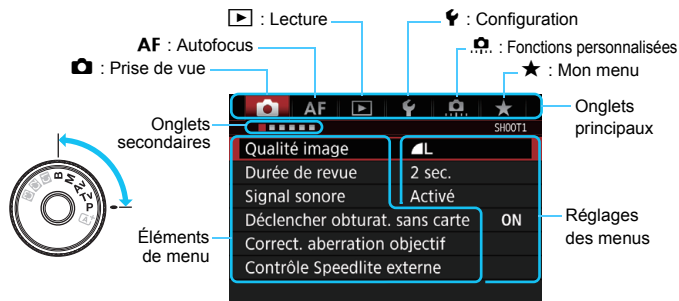 ▶ : Lecture
: Configuration
AF : Autofocus
: Fonctions personnalisées
: Prise de vue
★ : Mon menu
AF
Onglets principaux
Onglets secondaires
SHOOT1
Qualité image L
Durée de revue 2 sec.
Signal sonore Activé
Déclencher obturat. sans carte ON
Correct. aberration objectif
Contrôle Speedlite externe
Réglages des menus
Éléments de menu
B
M
Av
Tv
P
A+